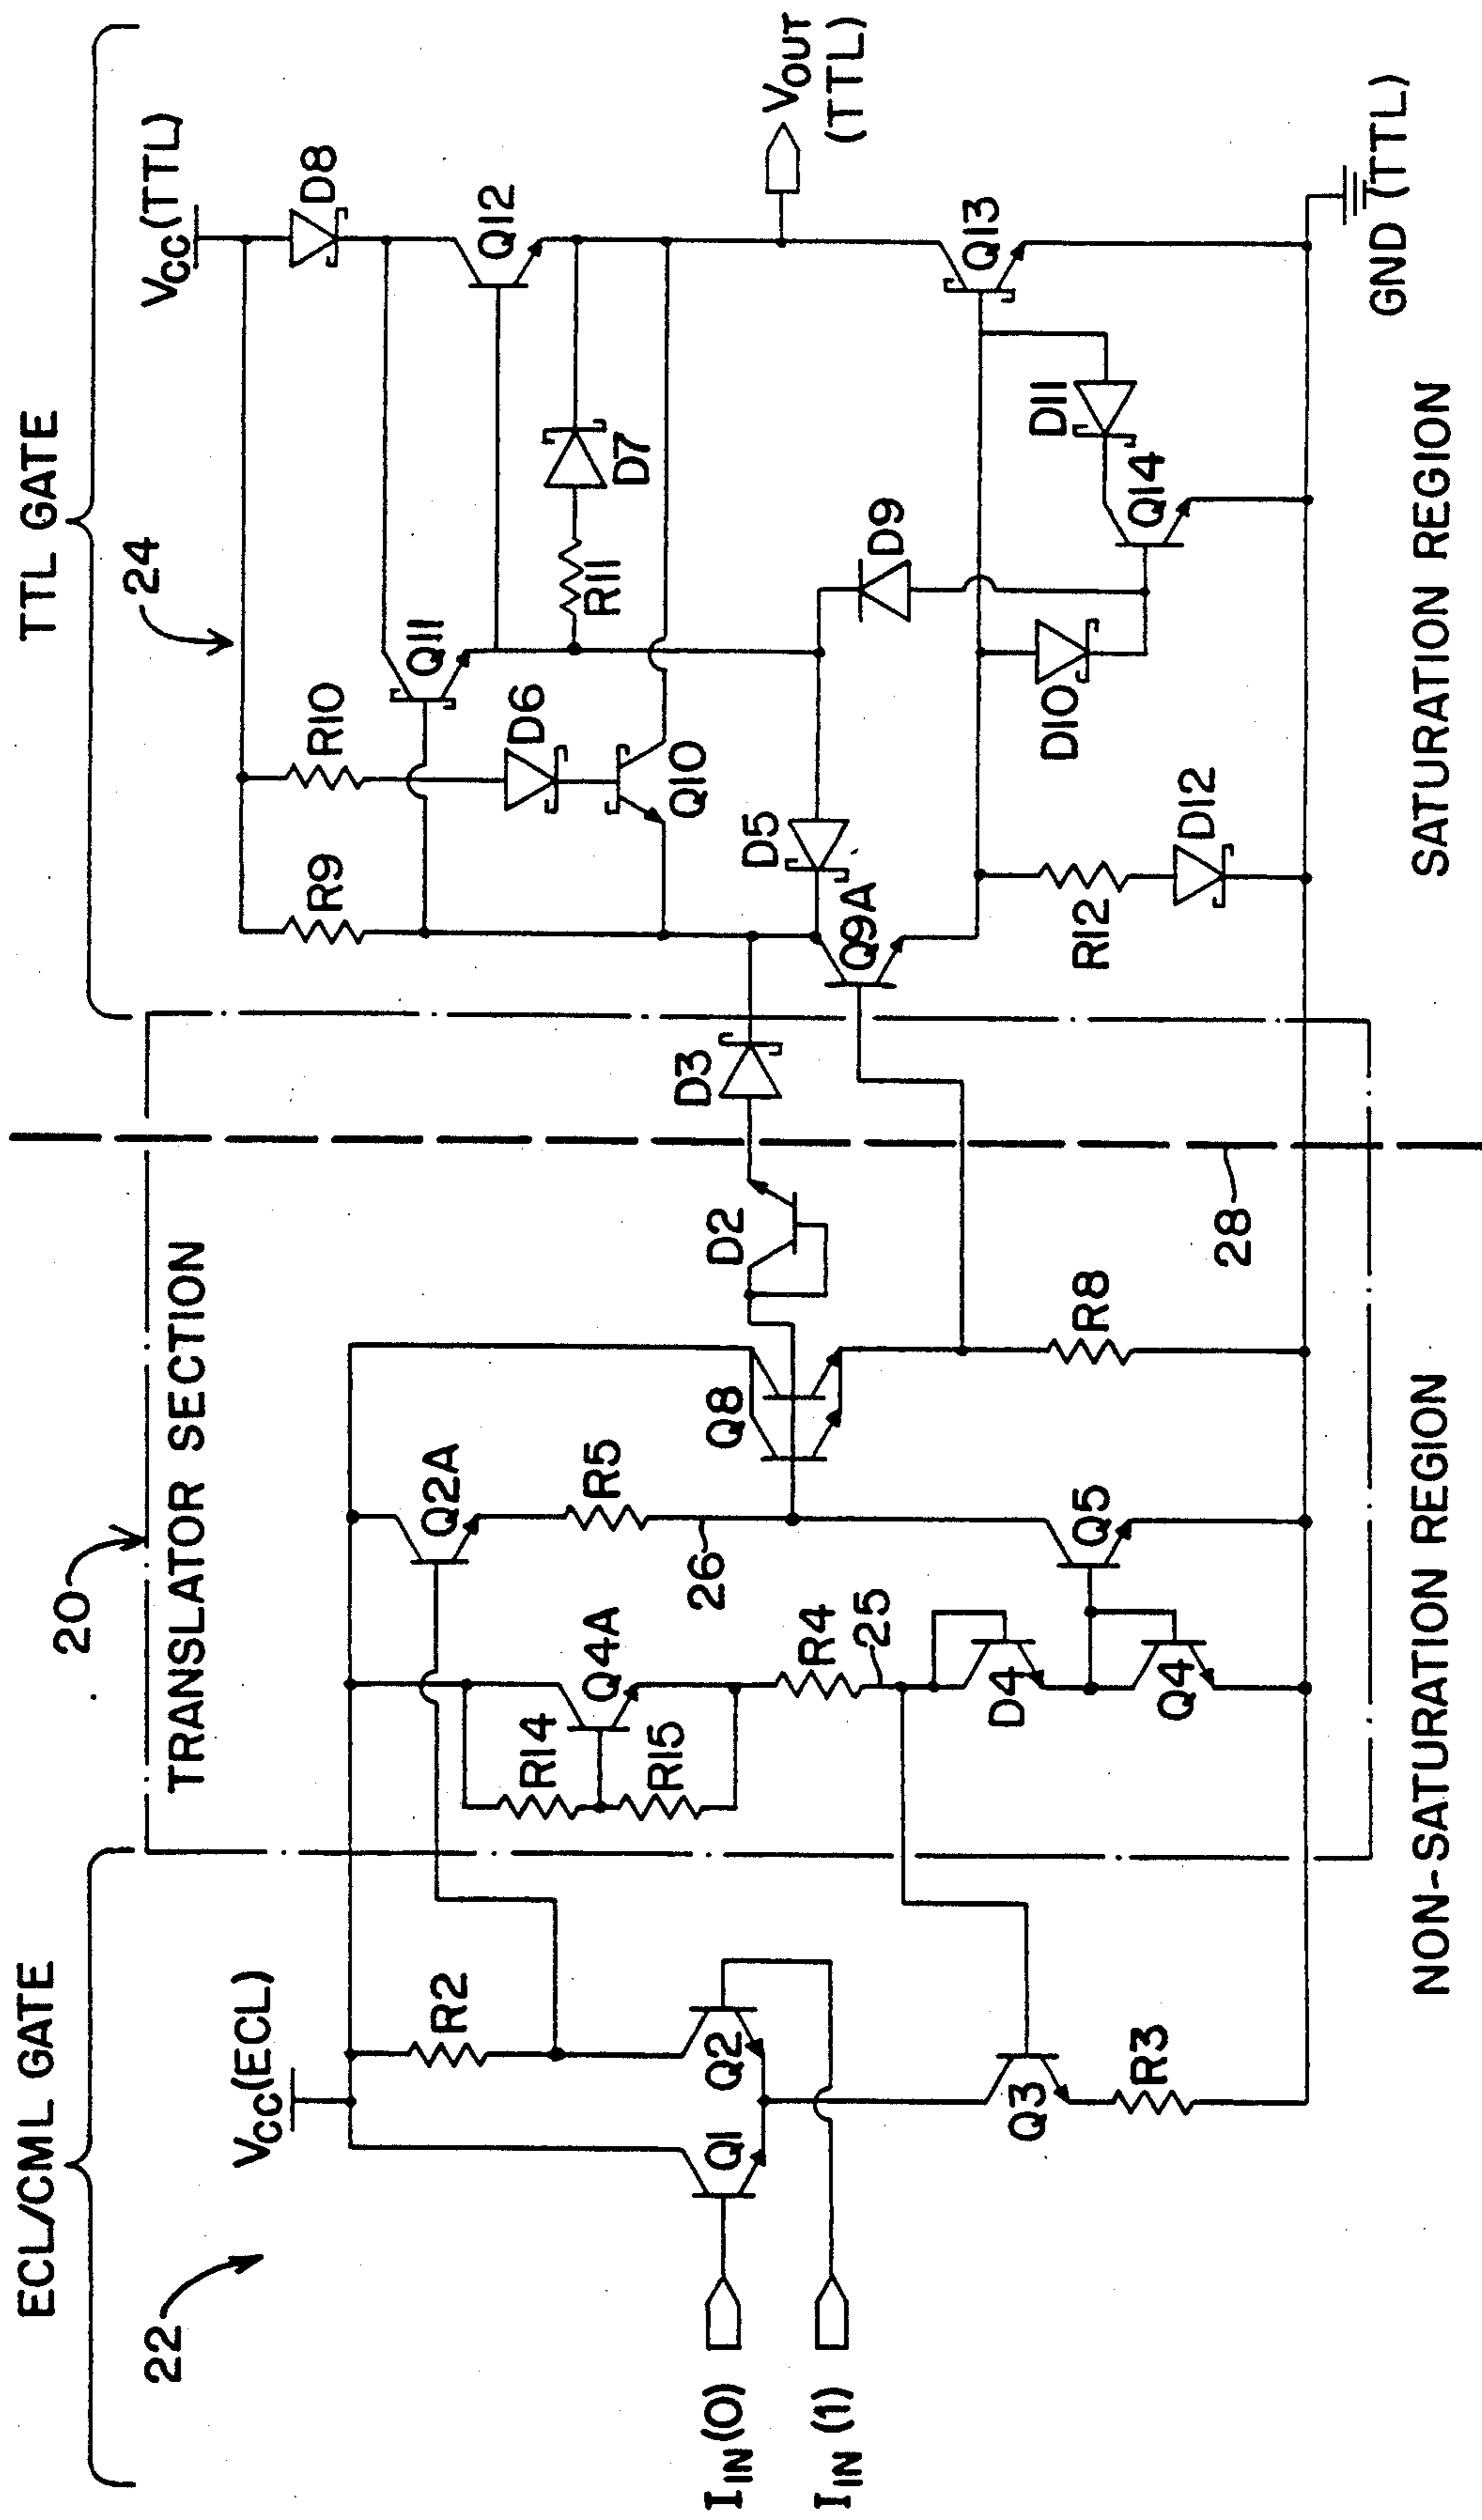 ECL/CML GATE
TRANSLATOR SECTION
TTL GATE
20
22
24
VCC(ECL)
VCC(TTL)
R2
Q2A
R9
R10
D8
Q11
Q12
R14
Q4A
R5
D6
R11
D7
R15
IIN(0)
Q1
Q2
R4
25
26
Q8
D2
D3
Q10
VOUT
(TTL)
IIN(1)
D5
Q9A
D9
Q3
D4
Q5
Q13
R3
Q4
R8
R12
D12
D10
Q14
D11
28
GND (TTL)
NON-SATURATION REGION
SATURATION REGION